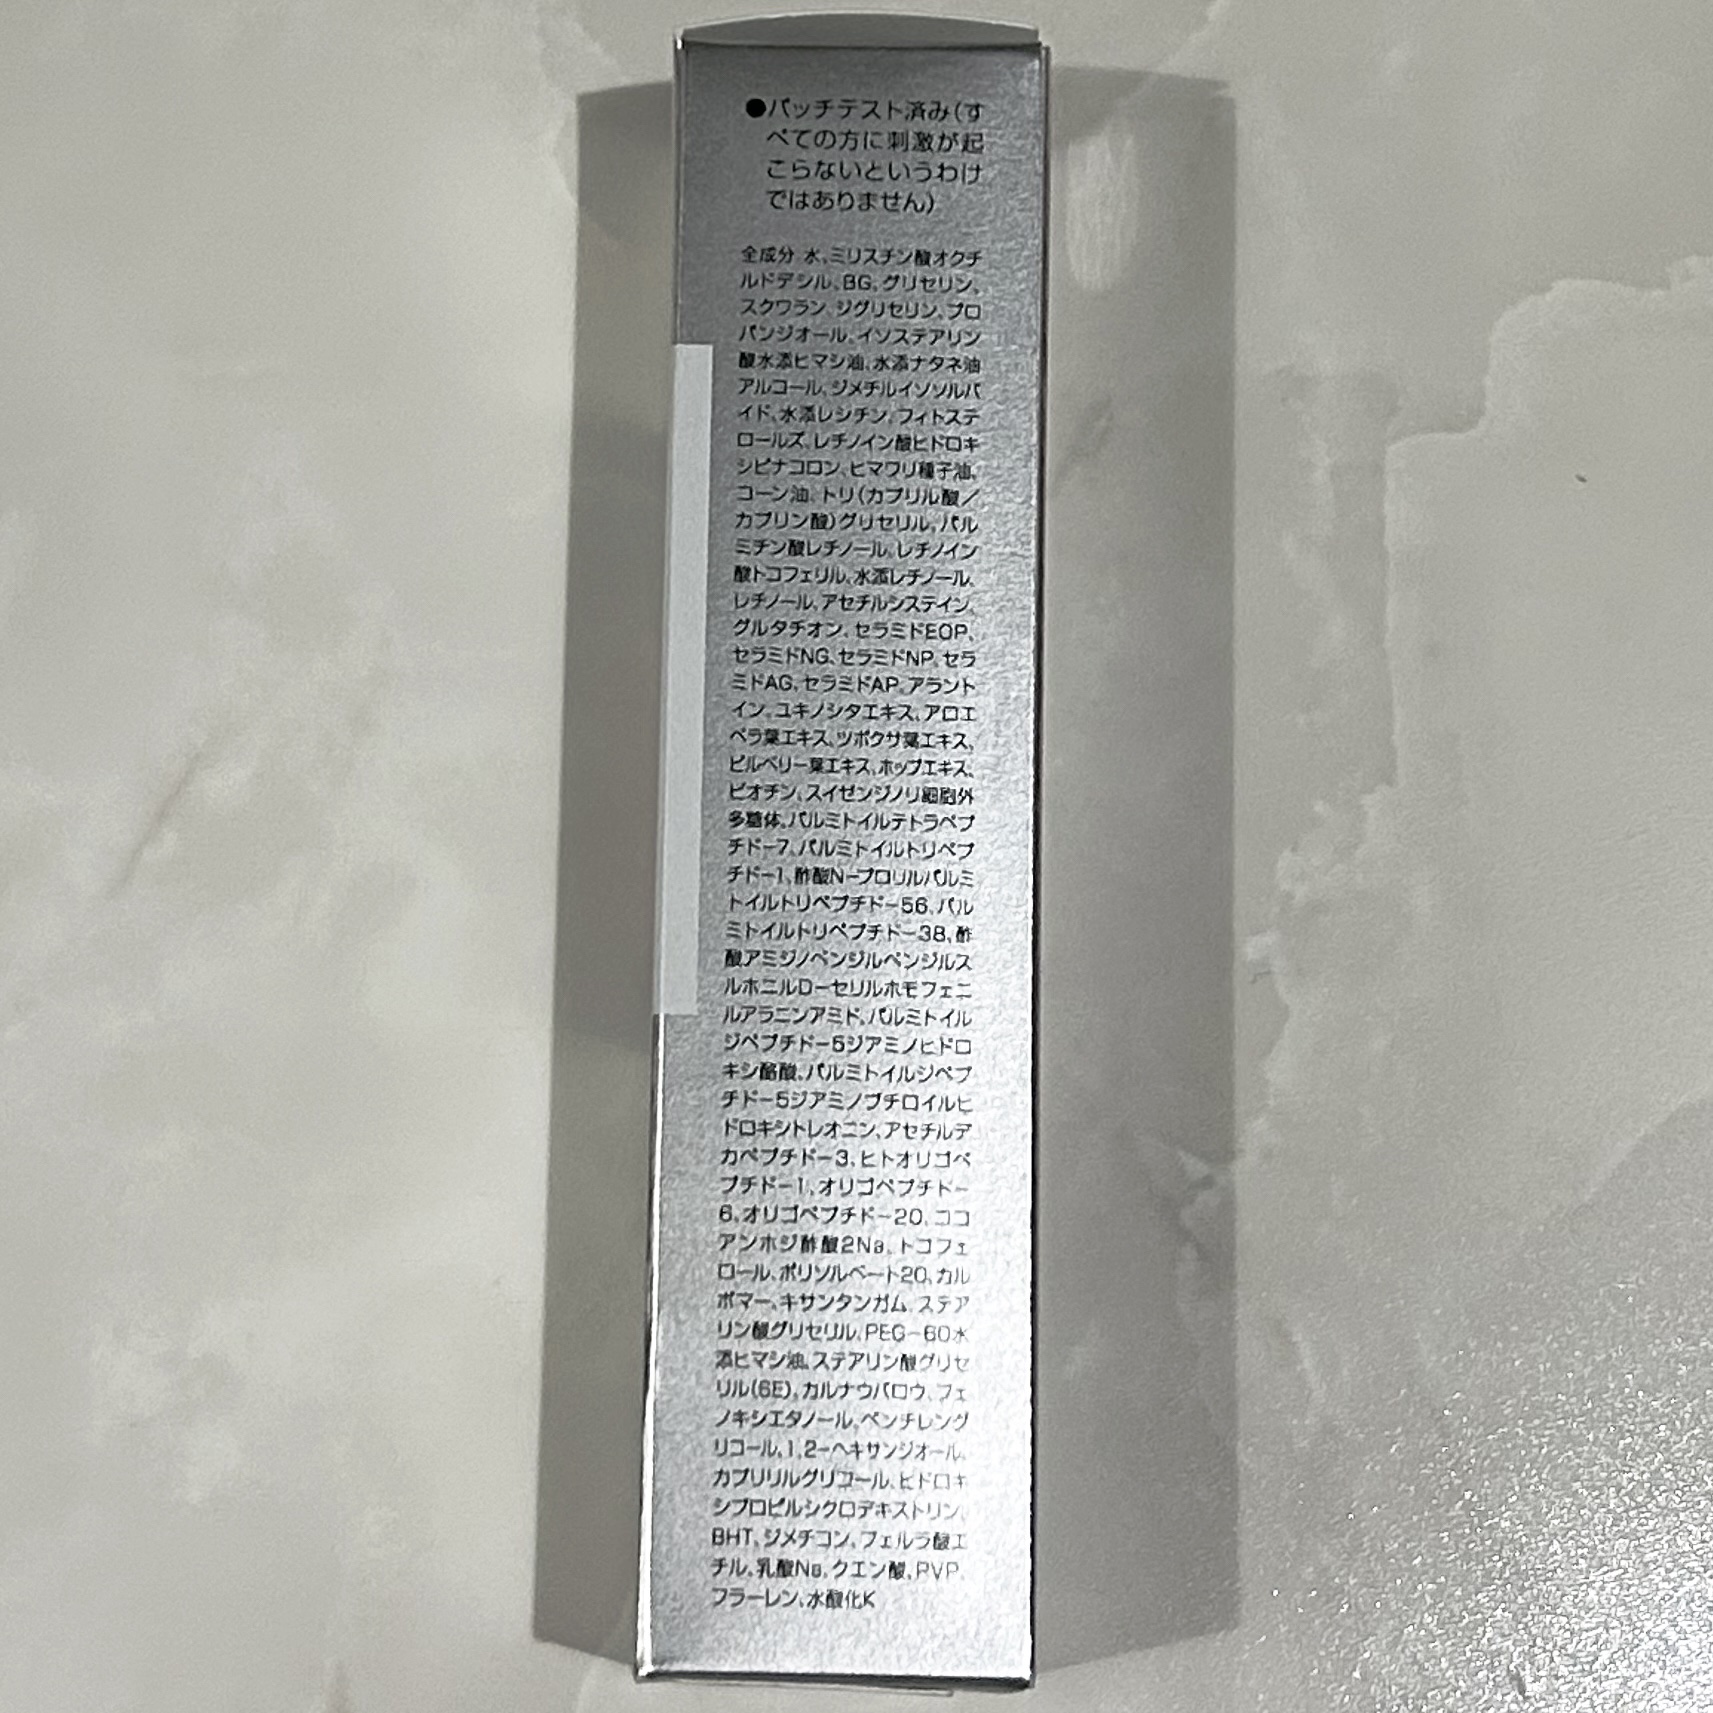 ●パッチテスト済み(す
べての方に刺激が起
こらないというわけ
ではありません)
全成分 水、ミリスチン酸オクチ
ルドデシル、BG、グリセリン、
スクワラン、ジグリセリン、プロ
パンジオール、イソステアリン
酸水添ヒマシ油、水添ナタネ油
アルコール、ジメチルイソソルバ
イド、水添レシチン、フィトステ
ロールズ、レチノイン酸ヒドロキ
シピナコロン、ヒマワリ種子油、
コーン油、トリ(カプリル酸/
カプリン酸)グリセリル、パル
ミチン酸レチノール、レチノイン
酸トコフェリル、水添レチノール、
レチノール、アセチルシステイン、
グルタチオン、セラミドEOP、
セラミドNG、セラミドNP、セラ
ミドAG、セラミドAP、アラント
イン、ユキノシタエキス、アロエ
ベラ葉エキス、ツボクサ葉エキス、
ビルベリー葉エキス、ホップエキス、
ビオチン、スイゼンジノリ細胞外
多糖体、パルミトイルテトラペプ
チド-7、パルミトイルトリペプ
チド-1、酢酸N-プロリルパルミ
トイルトリペプチド-56、パル
ミトイルトリペプチド-38、酢
酸アミジノベンジルベンジルス
ルホニルD-セリルホモフェニ
ルアラニンアミド、パルミトイル
ジペプチド-5ジアミノヒドロ
キシ酪酸、パルミトイルジペプ
チド-5ジアミノブチロイルヒ
ドロキシトレオニン、アセチルデ
カペプチド-3、ヒトオリゴペ
プチド-1、オリゴペプチド-
6、オリゴペプチド-20、ココ
アンホジ酢酸2Na、トコフェ
ロール、ポリソルベート20、カル
ボマー、キサンタンガム、ステア
リン酸グリセリル、PEG-60水
添ヒマシ油、ステアリン酸グリセ
リル(SE)、カルナウバロウ、フェ
ノキシエタノール、ペンチレング
リコール、1,2-ヘキサンジオール、
カプリリルグリコール、ヒドロキ
シプロピルシクロデキストリン、
BHT、ジメチコン、フェルラ酸エ
チル、乳酸Na、クエン酸、PVP、
フラーレン、水酸化K